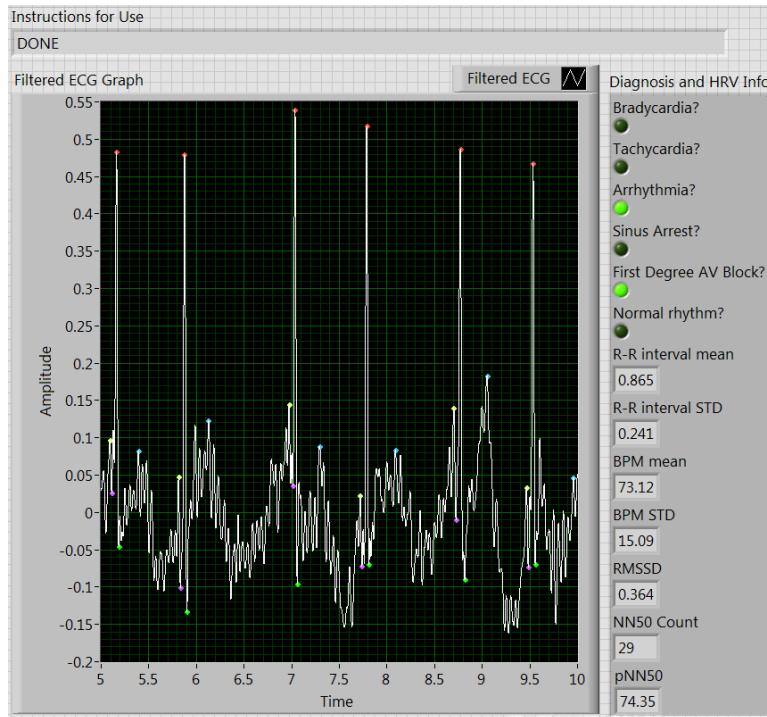 Instructions for Use
DONE
Filtered ECG Graph
Filtered ECG
Amplitude
0.55
0.5
0.45
0.4
0.35
0.3
0.25
0.2
0.15
0.1
0.05
0
-0.05
-0.1
-0.15
-0.2
5
5.5
6
6.5
7
7.5
8
8.5
9
9.5
10
Time
Diagnosis and HRV Info
Bradycardia?
Tachycardia?
Arrhythmia?
Sinus Arrest?
First Degree AV Block?
Normal rhythm?
R-R interval mean
0.865
R-R interval STD
0.241
BPM mean
73.12
BPM STD
15.09
RMSSD
0.364
NN50 Count
29
pNN50
74.35